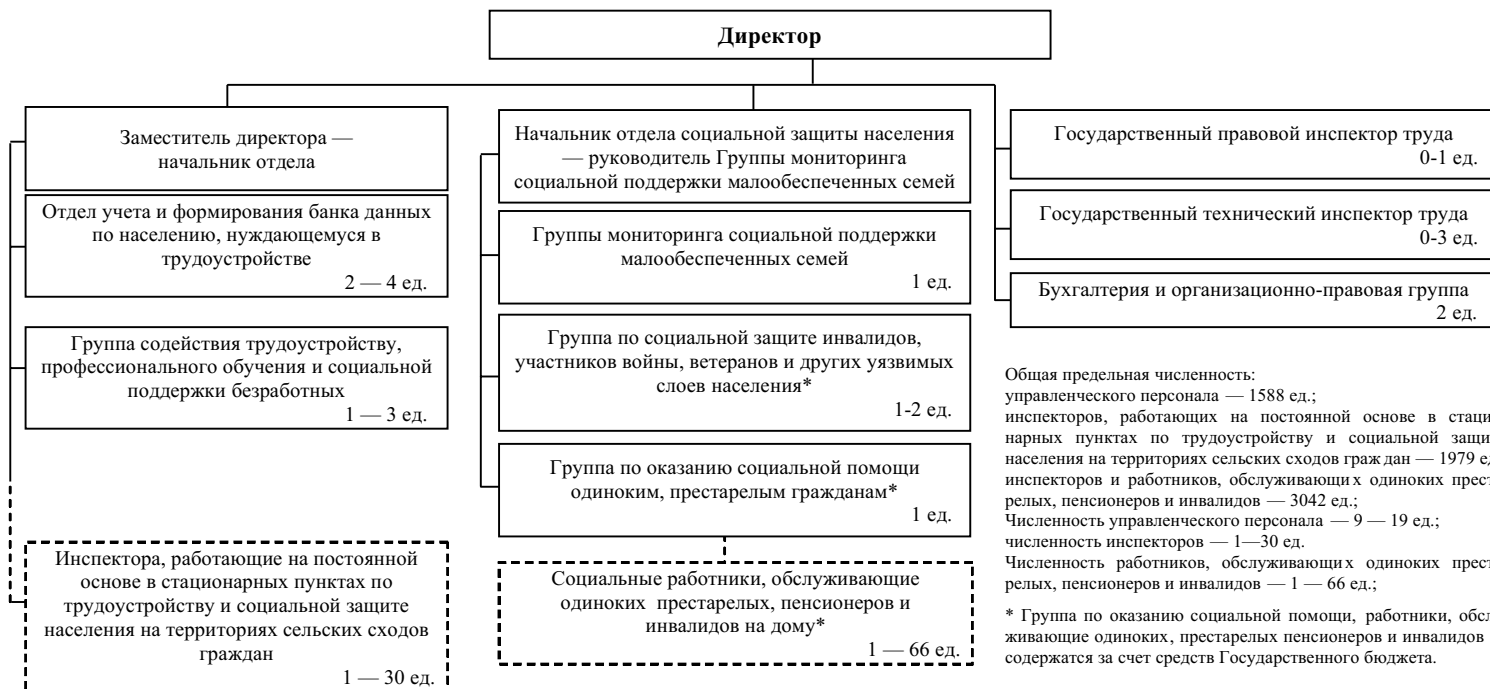 Директор
Заместитель директора —
начальник отдела
Отдел учета и формирования банка данных
по населению, нуждающемуся в
трудоустройстве
2 — 4 ед.
Группа содействия трудоустройству,
профессионального обучения и социальной
поддержки безработных
1 — 3 ед.
Инспектора, работающие на постоянной
основе в стационарных пунктах по
трудоустройству и социальной защите
населения на территориях сельских сходов
граждан
1 — 30 ед.
Начальник отдела социальной защиты населения
— руководитель Группы мониторинга
социальной поддержки малообеспеченных семей
Группы мониторинга социальной поддержки
малообеспеченных семей
1 ед.
Группа по социальной защите инвалидов,
участников войны, ветеранов и других уязвимых
слоев населения*
1-2 ед.
Группа по оказанию социальной помощи
одиноким, престарелым гражданам*
1 ед.
Социальные работники, обслуживающие
одиноких престарелых, пенсионеров и
инвалидов на дому*
1 — 66 ед.
Государственный правовой инспектор труда
0-1 ед.
Государственный технический инспектор труда
0-3 ед.
Бухгалтерия и организационно-правовая группа
2 ед.
Общая предельная численность:
управленческого персонала — 1588 ед.;
инспекторов, работающих на постоянной основе в стаци
нарных пунктах по трудоустройству и социальной защи
населения на территориях сельских сходов граждан — 1979 ед
инспекторов и работников, обслуживающих одиноких прест
релых, пенсионеров и инвалидов — 3042 ед.;
Численность управленческого персонала — 9 — 19 ед.;
численность инспекторов — 1—30 ед.
Численность работников, обслуживающих одиноких прест
релых, пенсионеров и инвалидов — 1 — 66 ед.;
* Группа по оказанию социальной помощи, работники, обсл
живающие одиноких, престарелых пенсионеров и инвалидов
содержатся за счет средств Государственного бюджета.